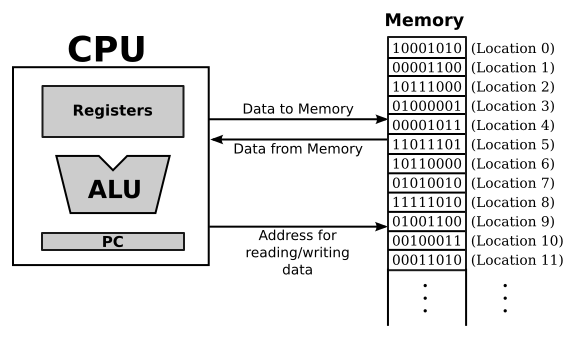 Memory
CPU
10001010 (Location 0)
00001100 (Location 1)
10111000 (Location 2)
01000001 (Location 3)
00001011 (Location 4)
11011101 (Location 5)
10110000 (Location 6)
01010010 (Location 7)
11111010 (Location 8)
01001100 (Location 9)
00100011 (Location 10)
00011010 (Location 11)
Registers
ALU
PC
Data to Memory
Data from Memory
Address for
reading/writing
data